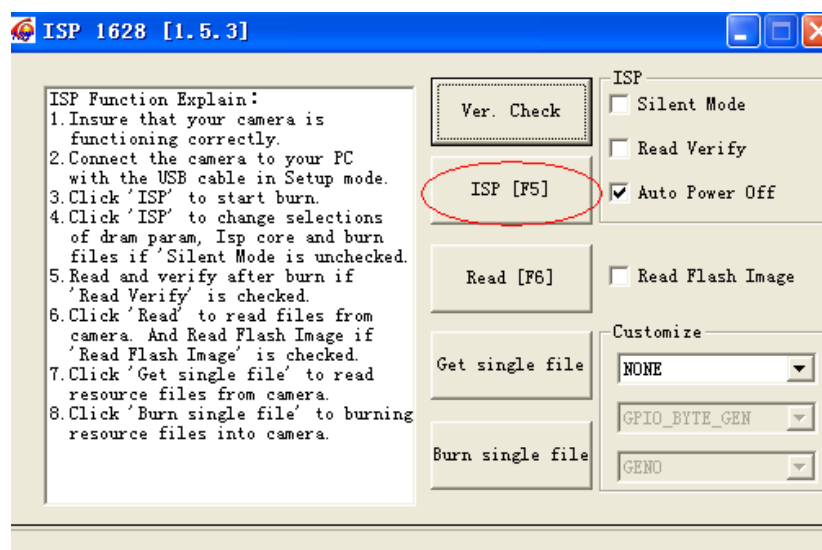 ISP 1628 [1.5.3]
ISP Function Explain:
1.Insure that your camera is
functioning correctly.
2.Connect the camera to your PC
with the USB cable in Setup mode.
3.Click 'ISP' to start burn.
4.Click 'ISP' to change selections
of dram param, Isp core and burn
files if 'Silent Mode is unchecked.
5.Read and verify after burn if
'Read Verify' is checked.
6.Click 'Read' to read files from
camera. And Read Flash Image if
'Read Flash Image' is checked.
7.Click 'Get single file' to read
resource files from camera.
8.Click 'Burn single file' to burning
resource files into camera.
Ver. Check
ISP [F5]
Read [F6]
Get single file
Burn single file
ISP
Silent Mode
Read Verify
Auto Power Off
Read Flash Image
Customize
NONE
GPIO_BYTE_GEN
GENO